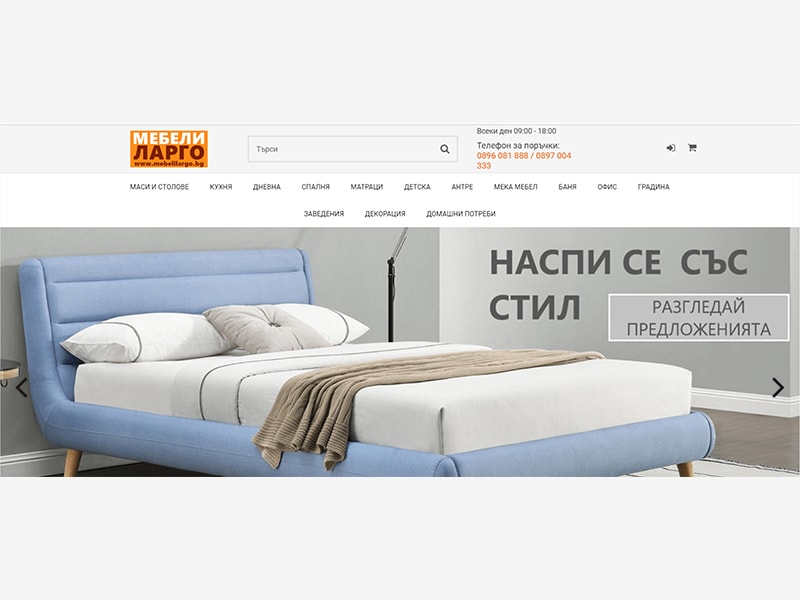 МЕБЕЛИ
ЛАРГО
www.mebelilargo.bg
Търси
Всеки ден 09:00 - 18:00
Телефон за поръчки:
0896 081 888 / 0897 004
333
МАСИ И СТОЛОВЕ КУХНЯ ДНЕВНА СПАЛНЯ МАТРАЦИ ДЕТСКА АНТРЕ МЕКА МЕБЕЛ БАНЯ ОФИС ГРАДИНА
ЗАВЕДЕНИЯ ДЕКОРАЦИЯ ДОМАШНИ ПОТРЕБИ
НАСПИ СЕ СЪС
СТИЛ
РАЗГЛЕДАЙ
ПРЕДЛОЖЕНИЯТА